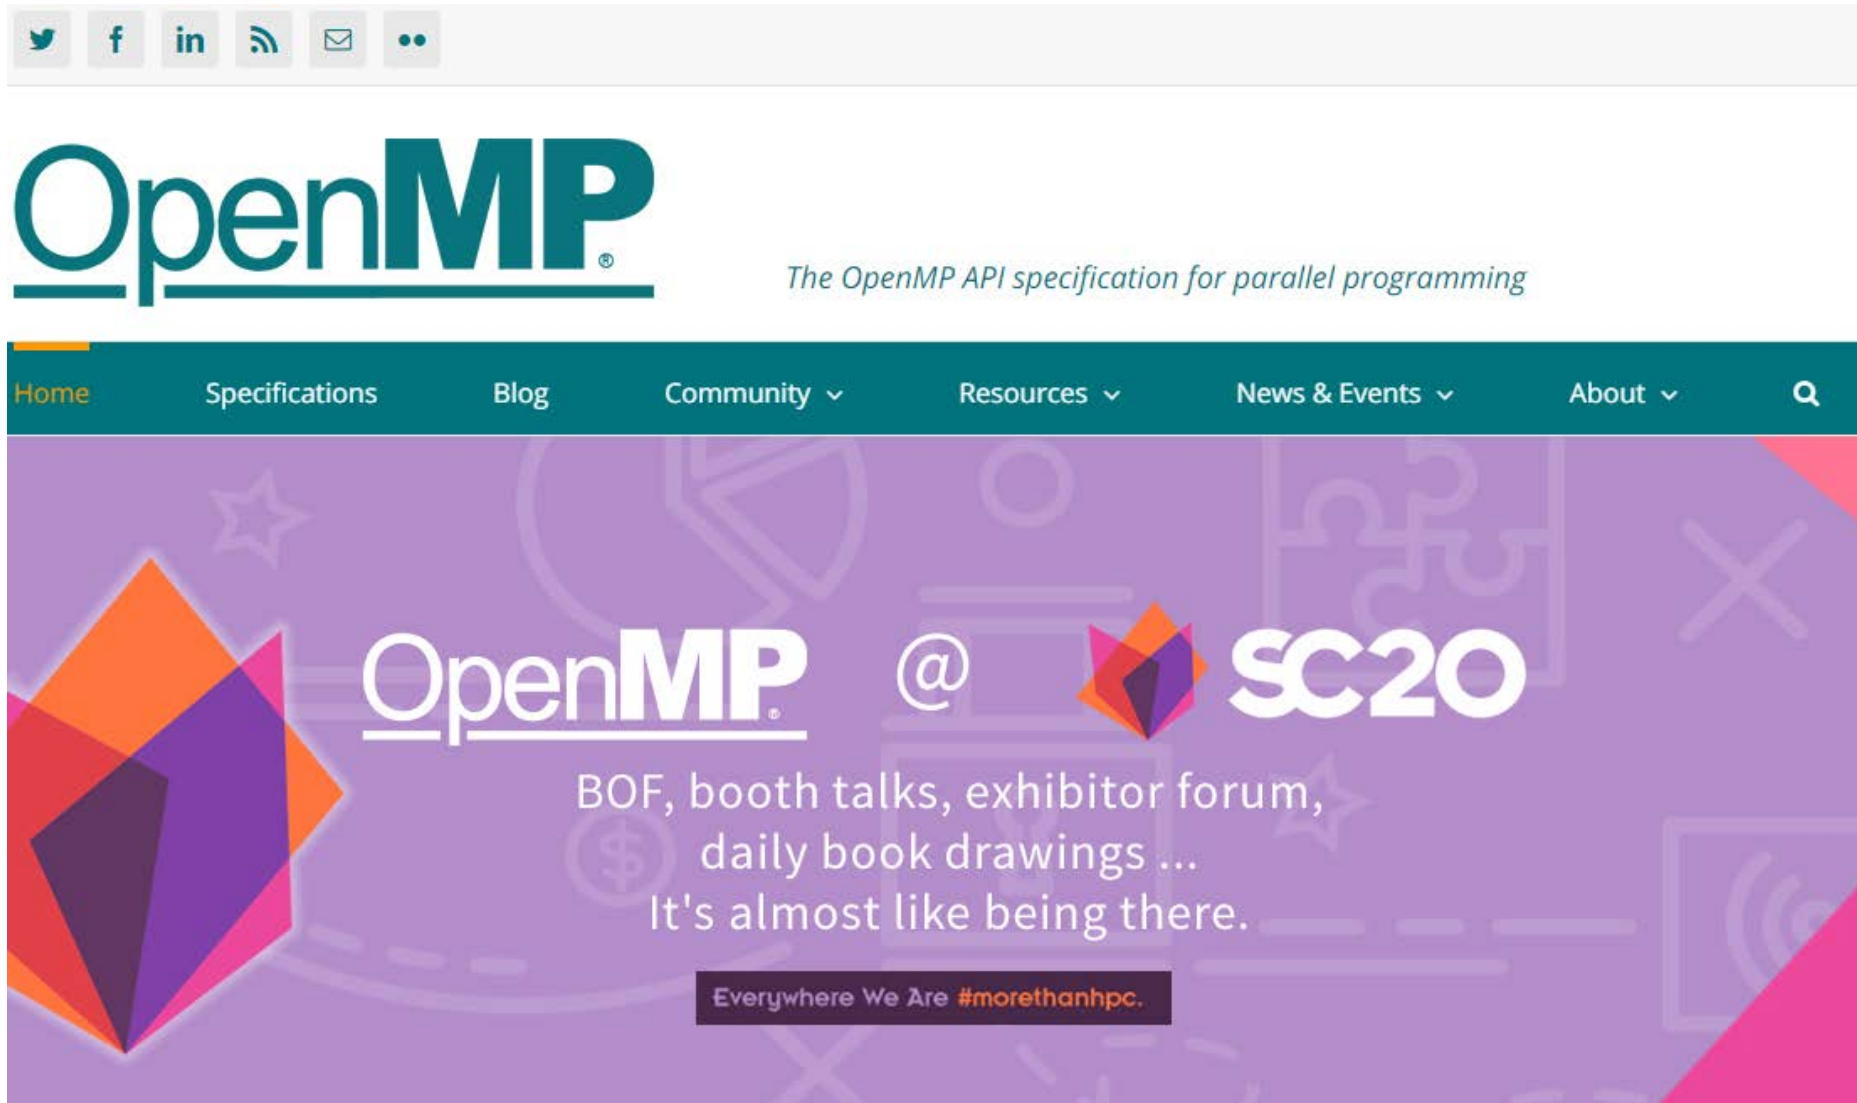 OpenMP®
The OpenMP API specification for parallel programming
Home Specifications Blog Community Resources News & Events About
OpenMP® @ SC20
BOF, booth talks, exhibitor forum,
daily book drawings ...
It's almost like being there.
Everywhere We Are #morethanhpc.